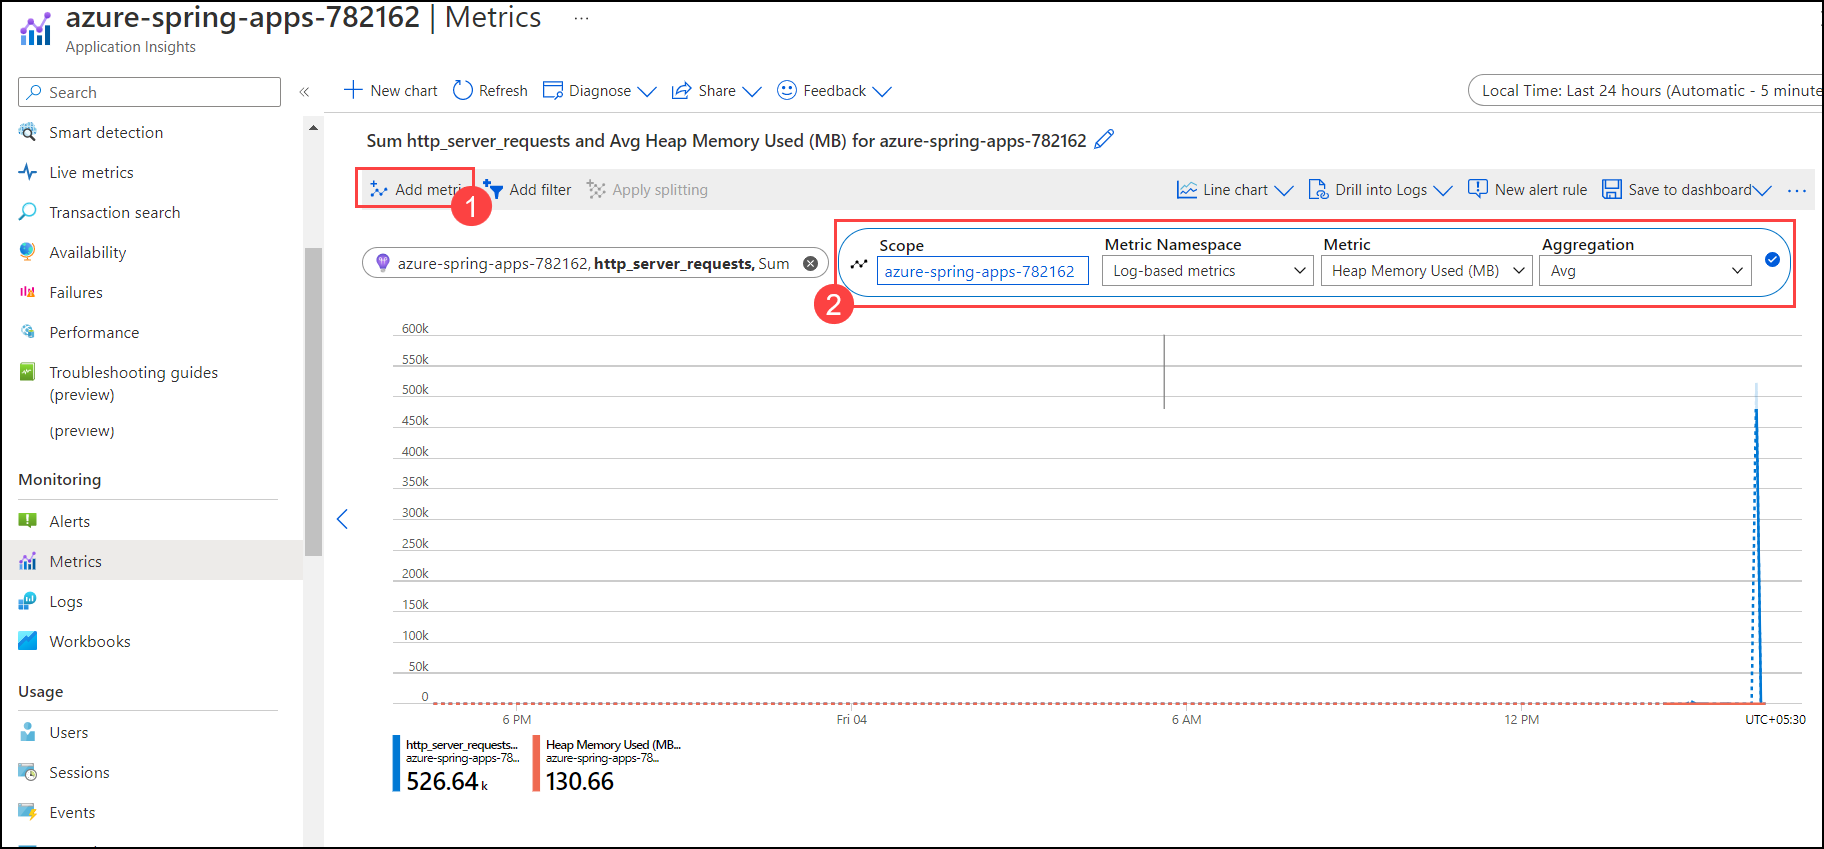 azure-spring-apps-782162 | Metrics ...
Application Insights
Search
«
New chart
Refresh
Diagnose
Share
Feedback
Local Time: Last 24 hours (Automatic - 5 minute
Smart detection
Live metrics
Transaction search
Availability
Failures
Performance
Troubleshooting guides
(preview)
(preview)
Monitoring
Alerts
Metrics
Logs
Workbooks
Usage
Users
Sessions
Events
Sum http_server_requests and Avg Heap Memory Used (MB) for azure-spring-apps-782162
Add metri
1
Add filter
Apply splitting
Line chart
Drill into Logs
New alert rule
Save to dashboard
...
azure-spring-apps-782162, http_server_requests, Sum
2
Scope
azure-spring-apps-782162
Metric Namespace
Log-based metrics
Metric
Heap Memory Used (MB)
Aggregation
Avg
600k
550k
500k
450k
400k
350k
300k
250k
200k
150k
100k
50k
0
6 PM
Fri 04
6 AM
12 PM
UTC+05:30
http_server_requests...
azure-spring-apps-78...
526.64 k
Heap Memory Used (MB...
azure-spring-apps-78...
130.66